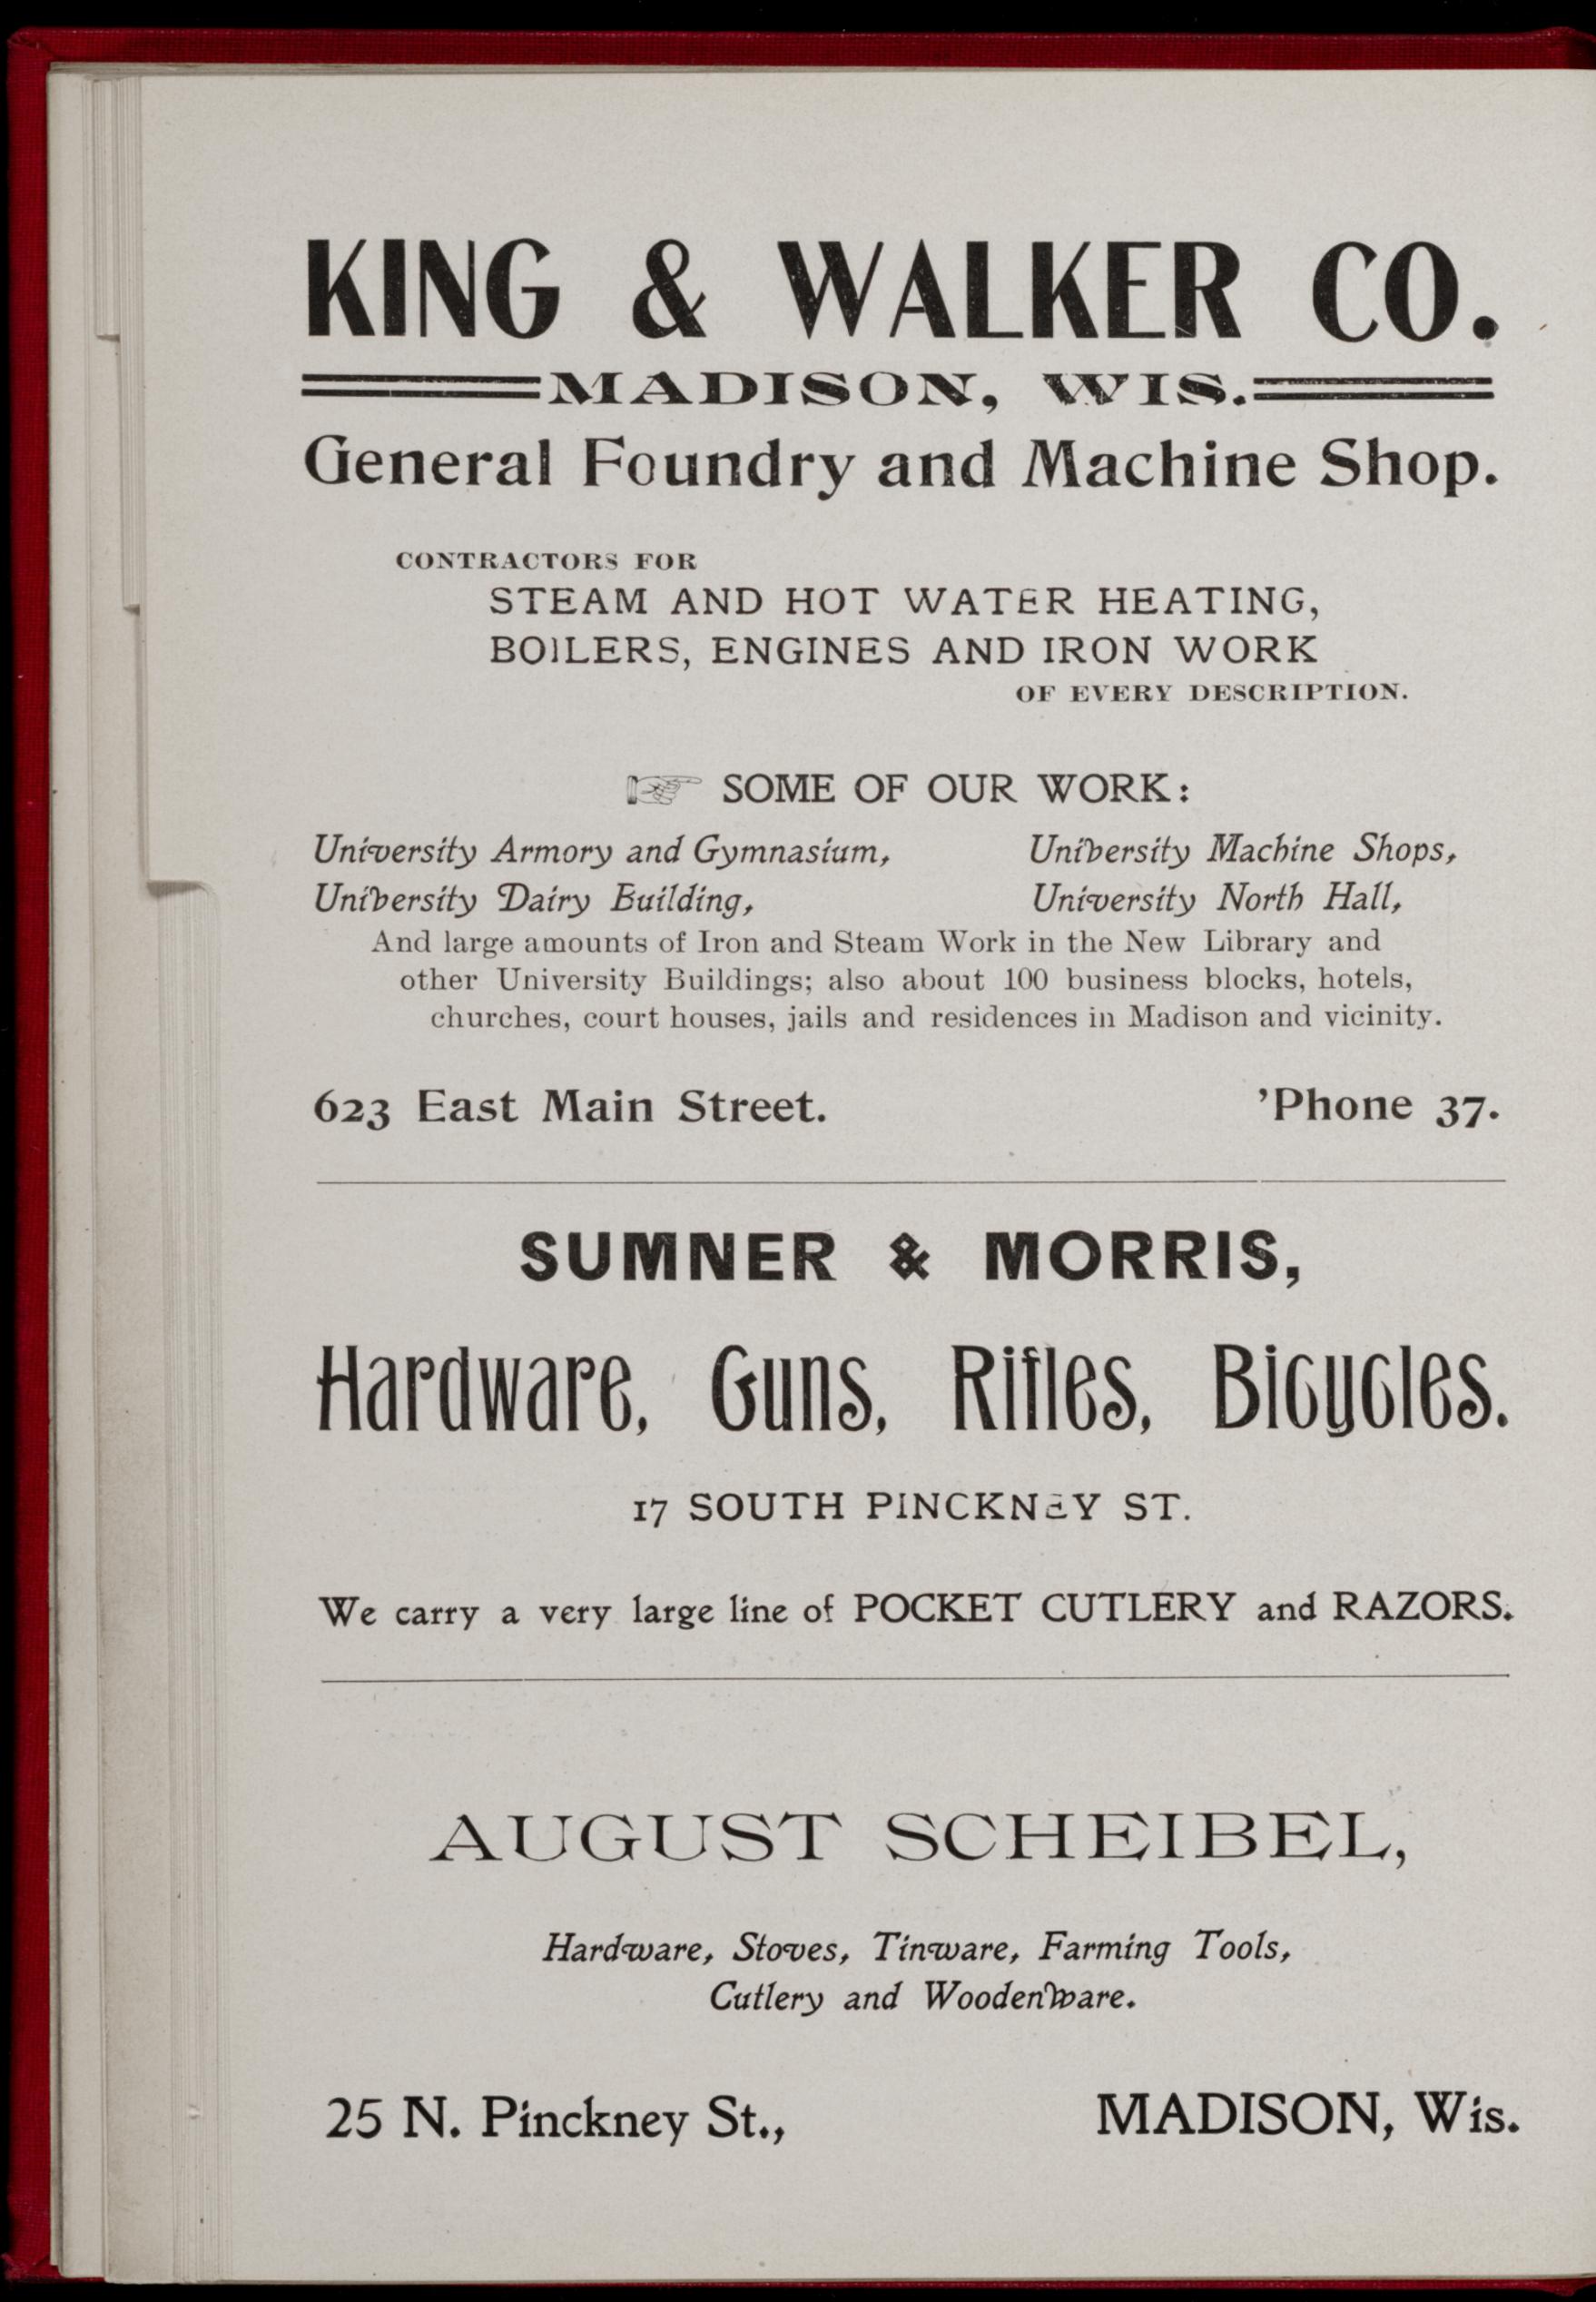 KING & WALKER CO.
MADISON, WIS.
General Foundry and Machine Shop.
CONTRACTORS FOR
STEAM AND HOT WATER HEATING,
BOILERS, ENGINES AND IRON WORK
OF EVERY DESCRIPTION.
☞ SOME OF OUR WORK:
University Armory and Gymnasium, University Machine Shops,
University Dairy Building, University North Hall,
And large amounts of Iron and Steam Work in the New Library and
other University Buildings; also about 100 business blocks, hotels,
churches, court houses, jails and residences in Madison and vicinity.
623 East Main Street. 'Phone 37.
SUMNER & MORRIS,
Hardware, Guns, Rifles, Bicycles.
17 SOUTH PINCKNEY ST.
We carry a very large line of POCKET CUTLERY and RAZORS.
AUGUST SCHEIBEL,
Hardware, Stoves, Tinware, Farming Tools,
Cutlery and Woodenware.
25 N. Pinckney St., MADISON, Wis.